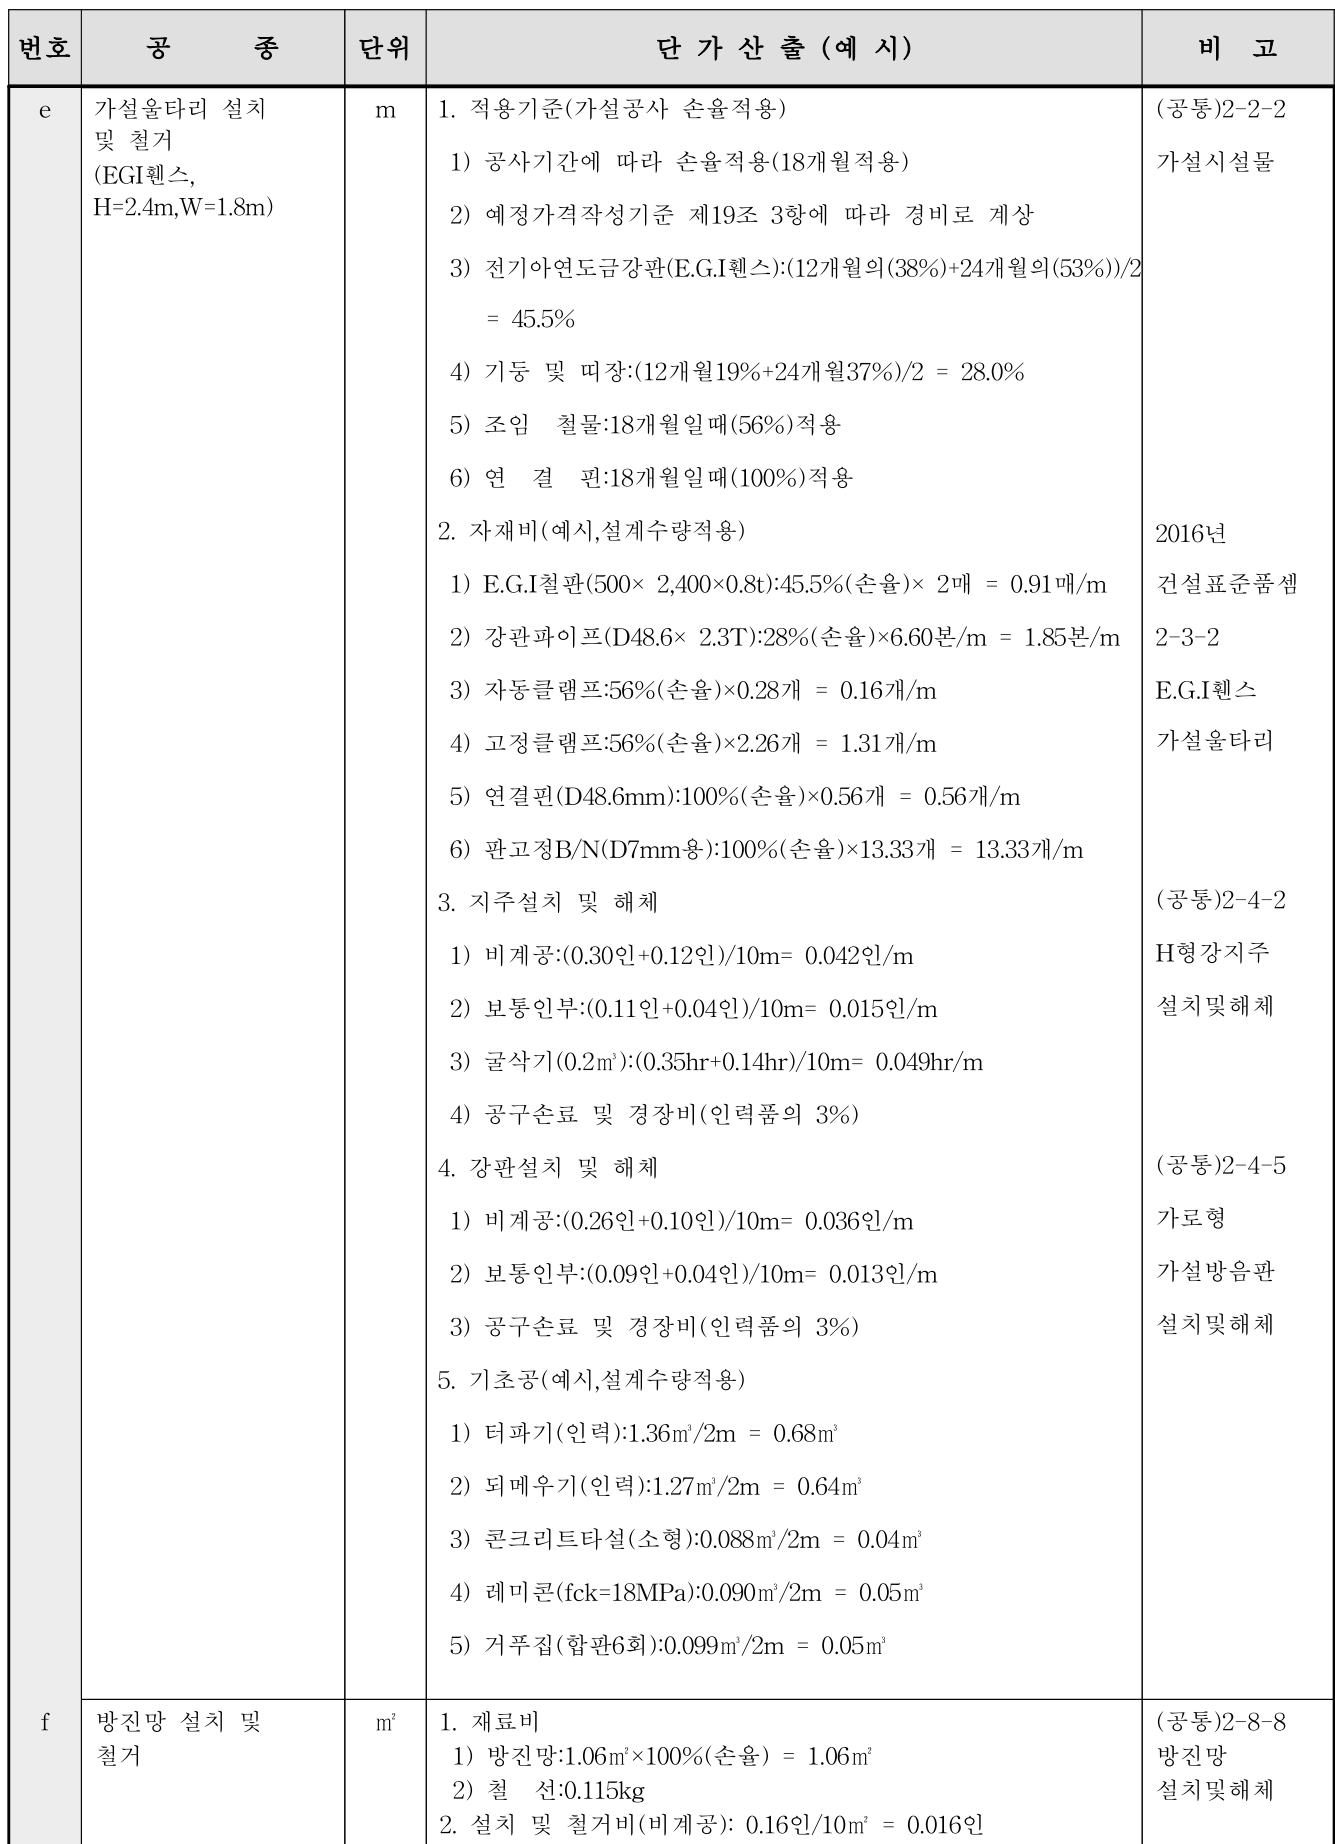 번호 공 종 단위 단 가 산 출 (예 시) 비 고
e 가설울타리 설치 m 1. 적용기준(가설공사 손율적용) (공통)2-2-2
및 철거
(EGI휀스, 1) 공사기간에 따라 손율적용(18개월적용) 가설시설물
H=2.4m,W=1.8m) 2) 예정가격작성기준 제19조 3항에 따라 경비로 계상
3) 전기아연도금강판(E.G.I휀스):(12개월의(38%)+24개월의(53%))/2
= 45.5%
4) 기둥 및 띠장:(12개월19%+24개월37%)/2 = 28.0%
5) 조임 철물:18개월일때(56%)적용
6) 연 결 핀:18개월일때(100%)적용
2. 자재비(예시,설계수량적용) 2016년
1) E.G.I철판(500× 2,400×0.8t):45.5%(손율)× 2매 = 0.91매/m 건설표준품셈
2) 강관파이프(D48.6× 2.3T):28%(손율)×6.60본/m = 1.85본/m 2-3-2
3) 자동클램프:56%(손율)×0.28개 = 0.16개/m E.G.I휀스
4) 고정클램프:56%(손율)×2.26개 = 1.31개/m 가설울타리
5) 연결핀(D48.6mm):100%(손율)×0.56개 = 0.56개/m
6) 판고정B/N(D7mm용):100%(손율)×13.33개 = 13.33개/m
3. 지주설치 및 해체 (공통)2-4-2
1) 비계공:(0.30인+0.12인)/10m= 0.042인/m H형강지주
2) 보통인부:(0.11인+0.04인)/10m= 0.015인/m 설치및해체
3) 굴삭기(0.2㎥):(0.35hr+0.14hr)/10m= 0.049hr/m
4) 공구손료 및 경장비(인력품의 3%)
4. 강판설치 및 해체 (공통)2-4-5
1) 비계공:(0.26인+0.10인)/10m= 0.036인/m 가로형
2) 보통인부:(0.09인+0.04인)/10m= 0.013인/m 가설방음판
3) 공구손료 및 경장비(인력품의 3%) 설치및해체
5. 기초공(예시,설계수량적용)
1) 터파기(인력):1.36㎥/2m = 0.68㎥
2) 되메우기(인력):1.27㎥/2m = 0.64㎥
3) 콘크리트타설(소형):0.088㎥/2m = 0.04㎥
4) 레미콘(fck=18MPa):0.090㎥/2m = 0.05㎥
5) 거푸집(합판6회):0.099㎥/2m = 0.05㎥
f 방진망 설치 및 ㎡ 1. 재료비 (공통)2-8-8
철거 1) 방진망:1.06㎡×100%(손율) = 1.06㎡ 방진망
2) 철 선:0.115kg 설치및해체
2. 설치 및 철거비(비계공): 0.16인/10㎡ = 0.016인